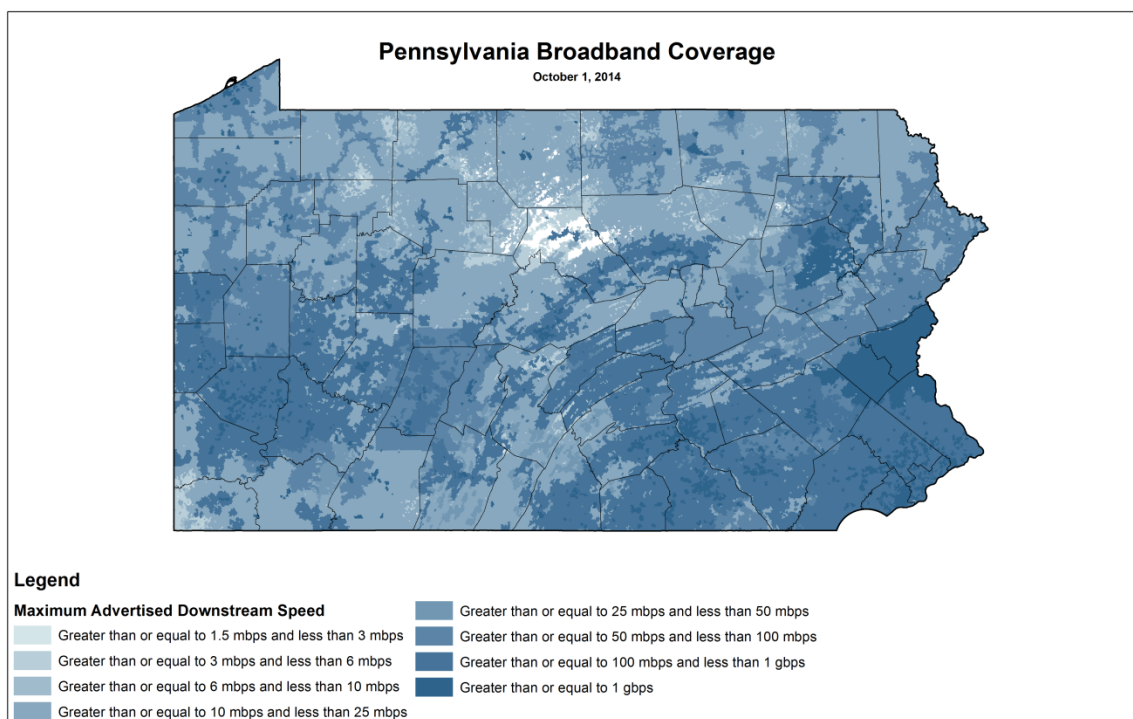 Pennsylvania Broadband Coverage
October 1, 2014
Legend
Maximum Advertised Downstream Speed
Greater than or equal to 1.5 mbps and less than 3 mbps
Greater than or equal to 3 mbps and less than 6 mbps
Greater than or equal to 6 mbps and less than 10 mbps
Greater than or equal to 10 mbps and less than 25 mbps
Greater than or equal to 25 mbps and less than 50 mbps
Greater than or equal to 50 mbps and less than 100 mbps
Greater than or equal to 100 mbps and less than 1 gbps
Greater than or equal to 1 gbps